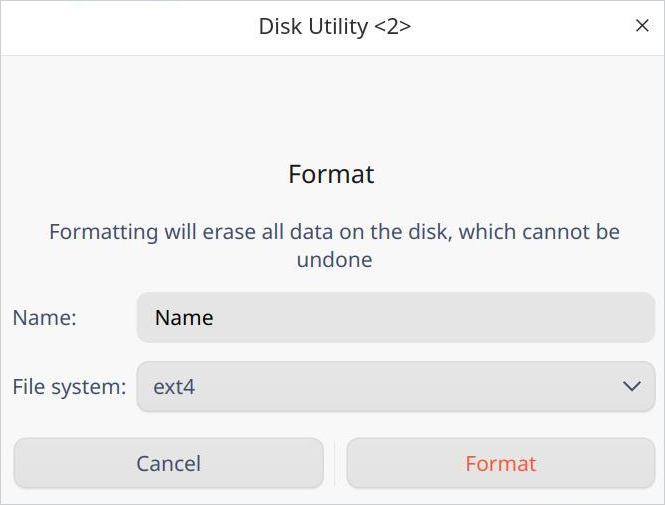 Disk Utility <2>
Format
Formatting will erase all data on the disk, which cannot be
undone
Name: Name
File system: ext4
Cancel Format